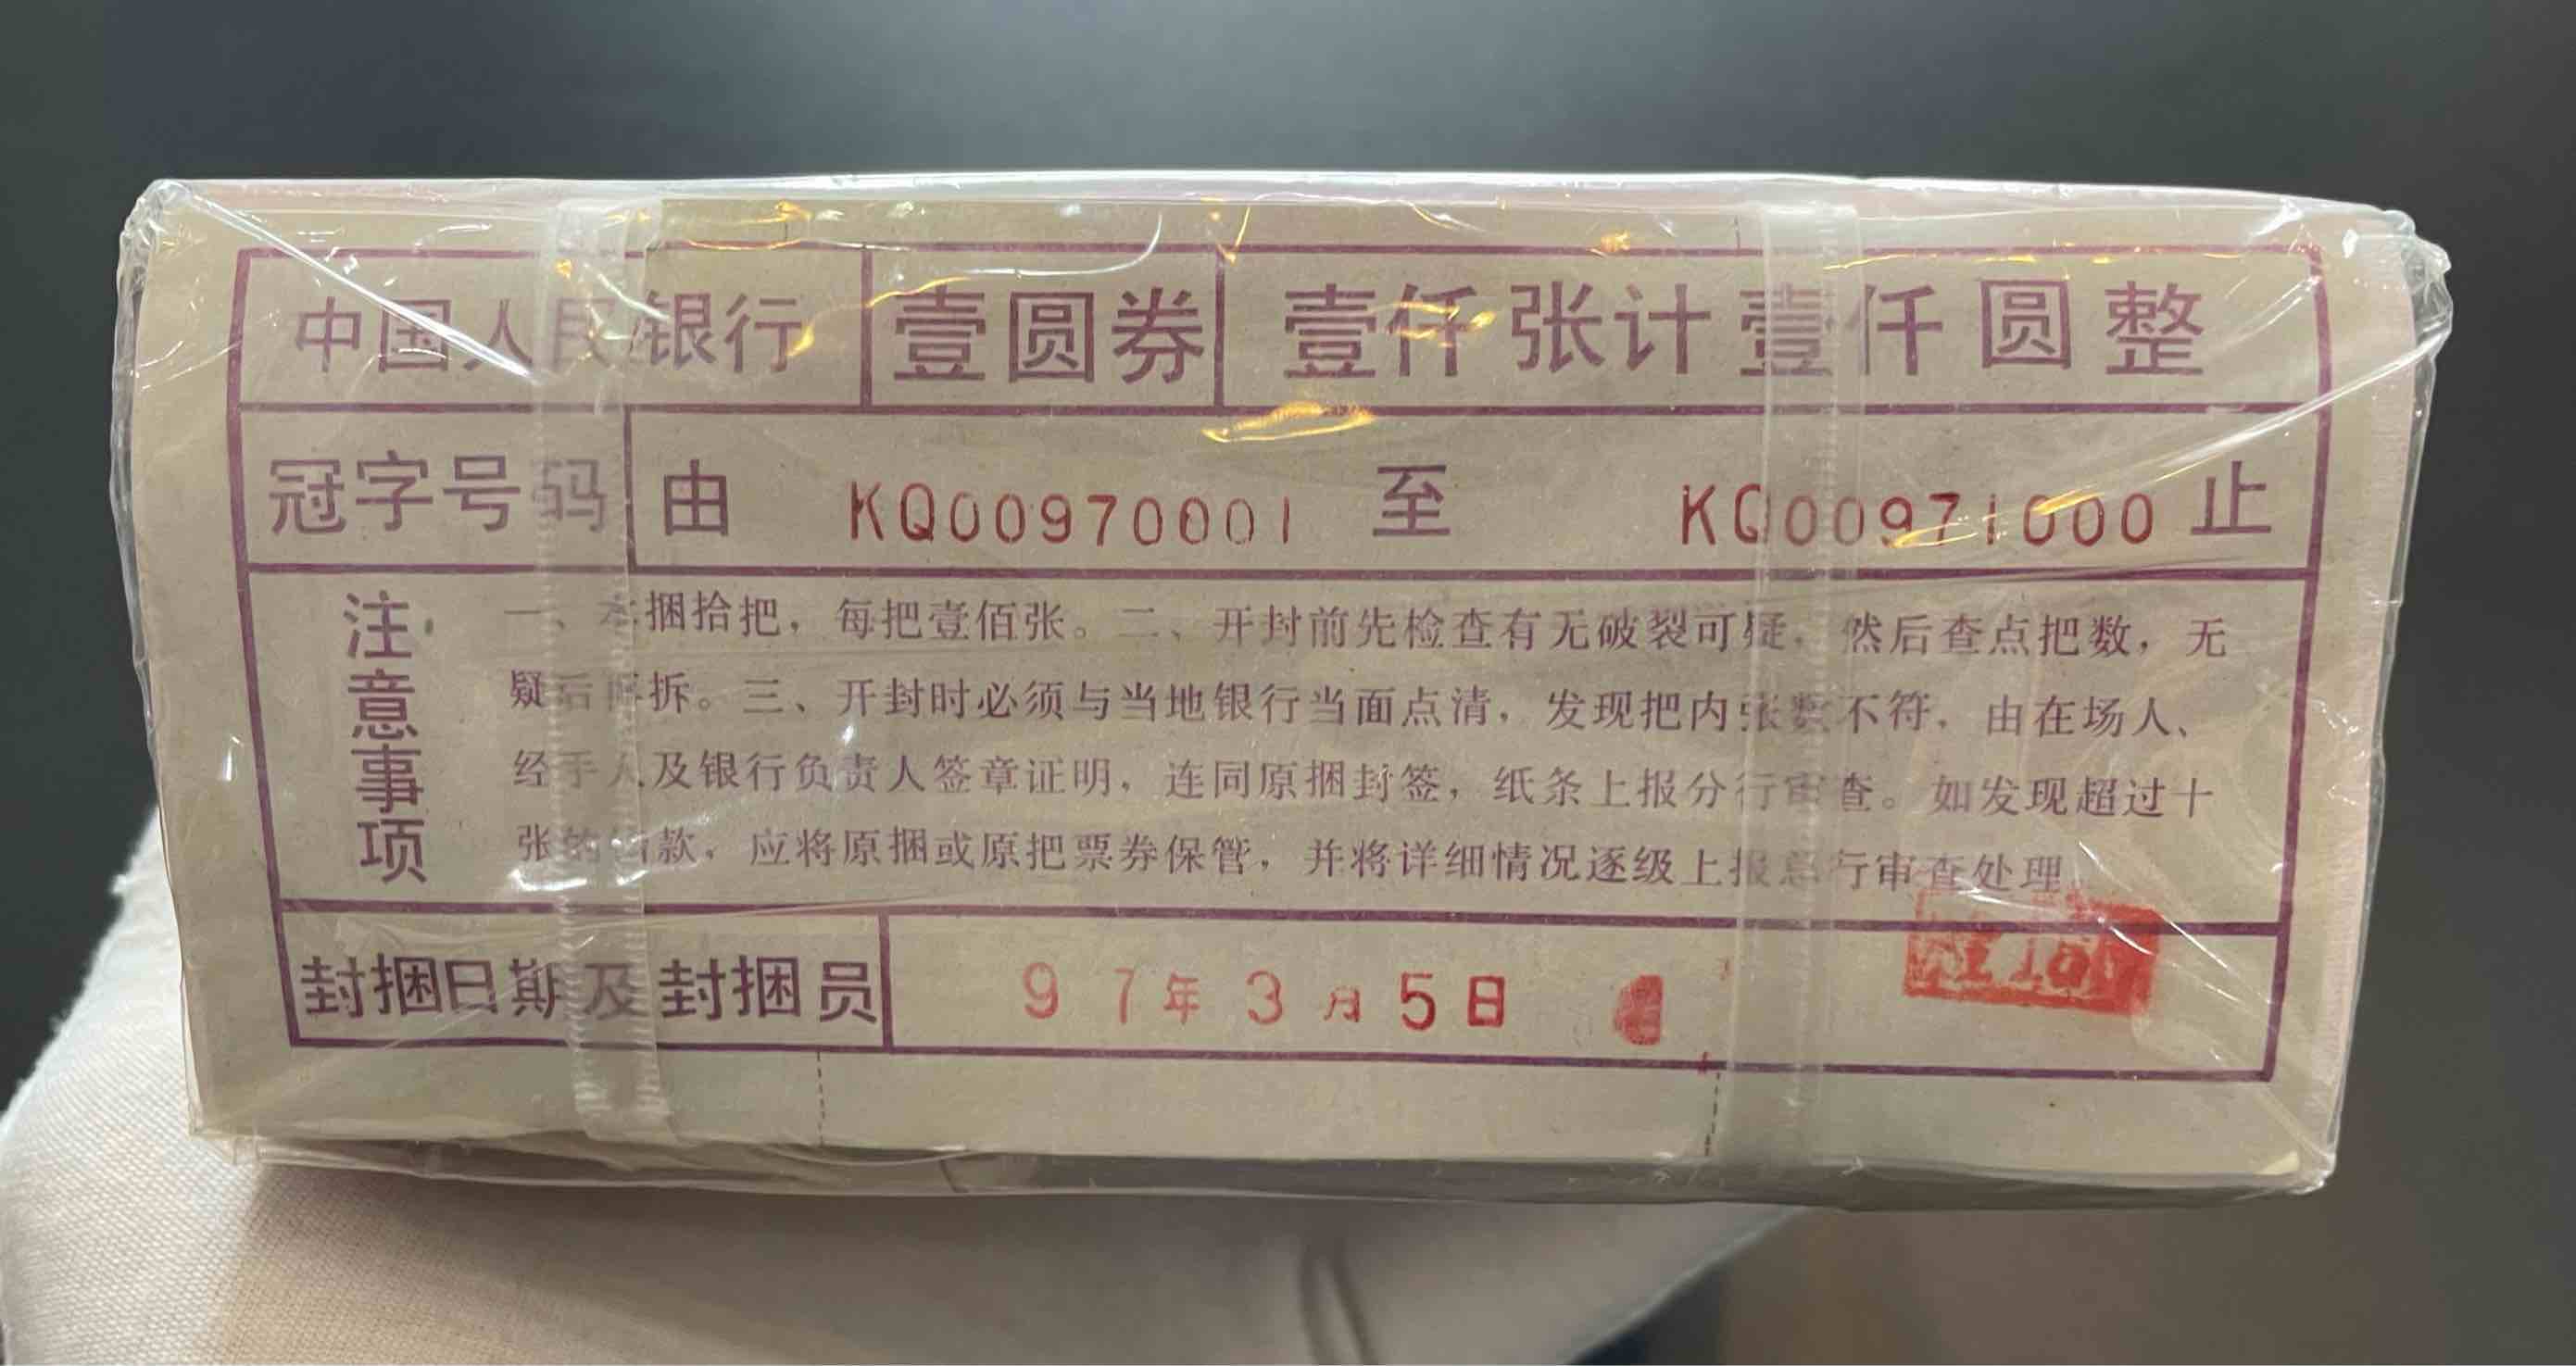 中国人民银行 壹圆券 壹仟张计壹仟圆整
冠字号码 由 KQ00970001 至 KQ00971000 止
注意事项
一、本捆拾把，每把壹佰张。二、开封前先检查有无破裂可疑，然后查点把数，无
疑后再拆。三、开封时必须与当地银行当面点清，发现把内张数不符，由在场人、
经手人及银行负责人签章证明，连同原捆封签，纸条上报分行审查。如发现超过十
张的错款，应将原捆或原把票券保管，并将详细情况逐级上报总行审查处理
封捆日期及封捆员 97年3月5日